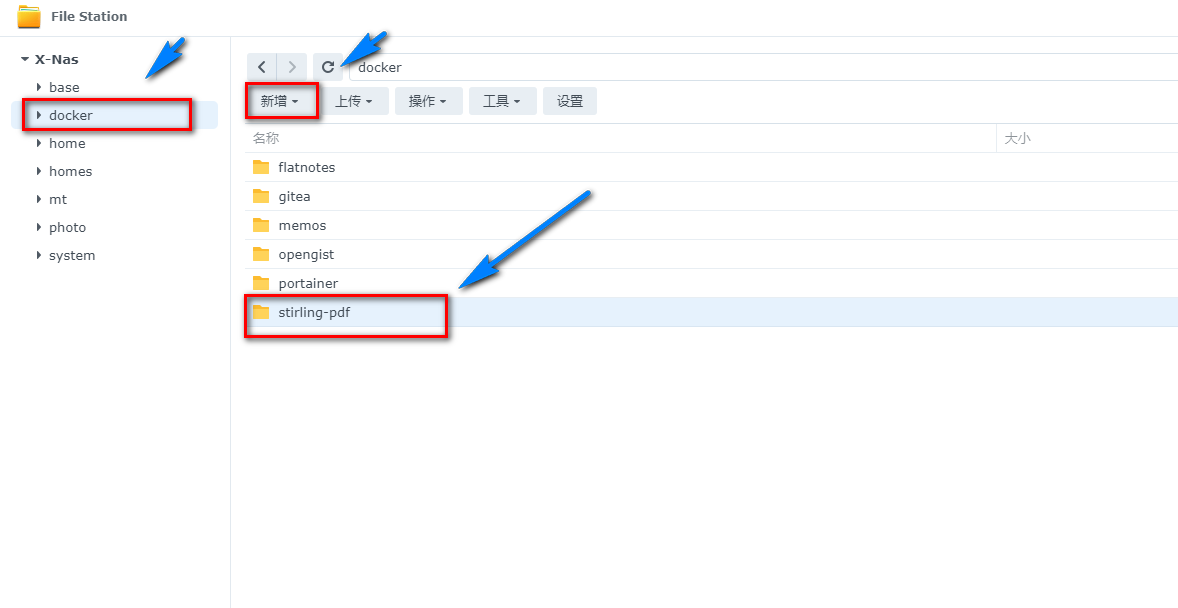 File Station
X-Nas
base
docker
home
homes
mt
photo
system
docker
新增 上传 操作 工具 设置
名称 大小
flatnotes
gitea
memos
opengist
portainer
stirling-pdf